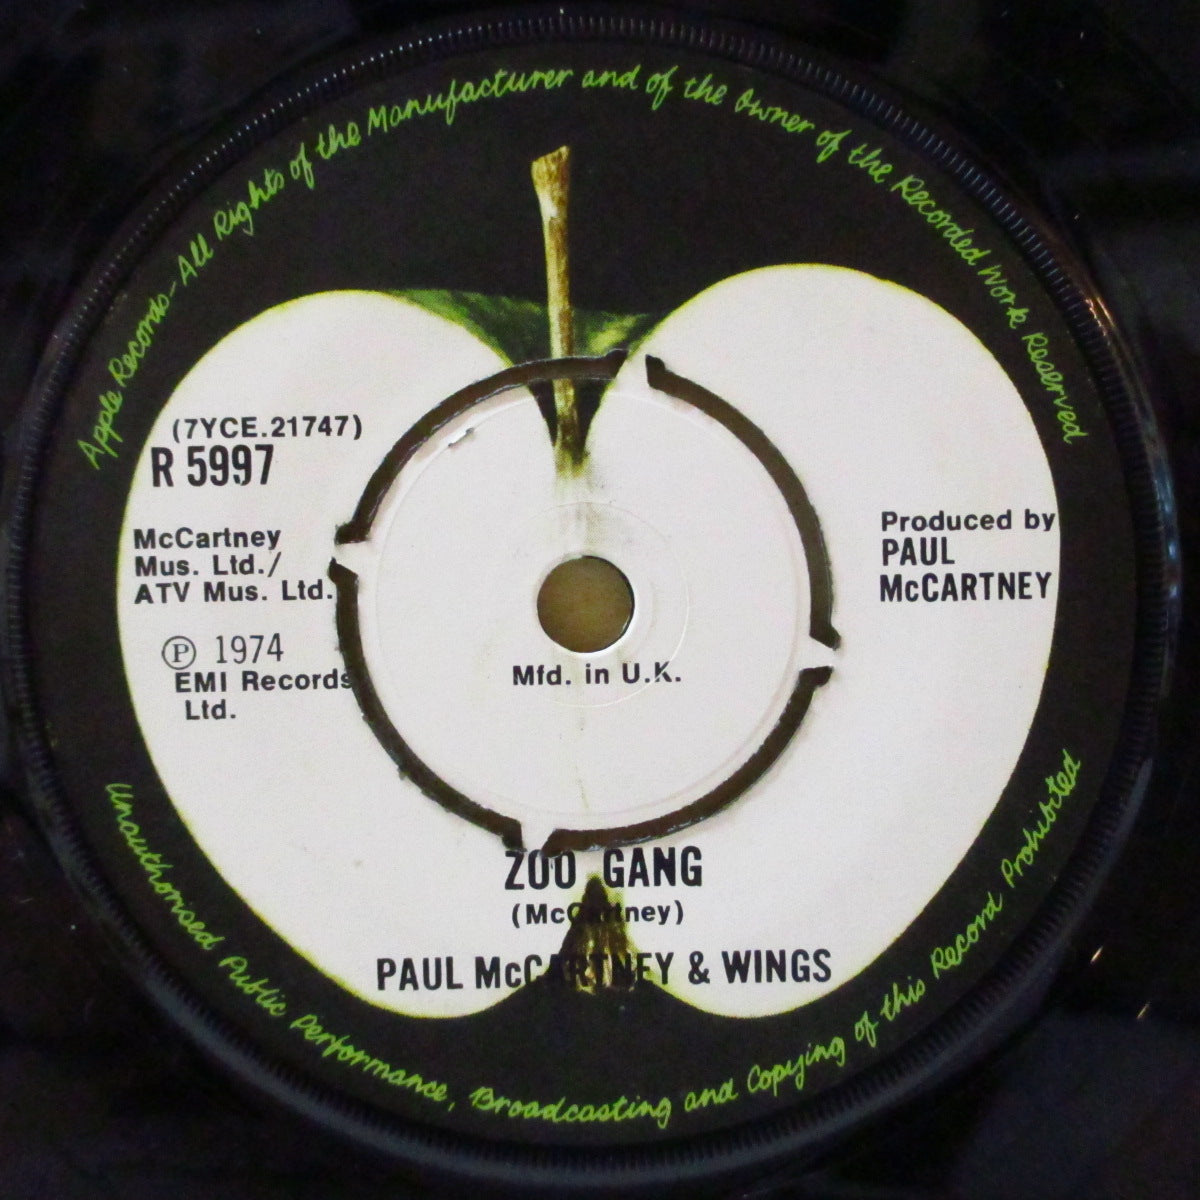 Apple Records-All Rights of the Manufacturer and of the Owner of the Recorded Work Reserved
(7YCE.21747)
R 5997
McCartney
Mus. Ltd./
ATV Mus. Ltd.
Ⓟ 1974
EMI Records
Ltd.
Produced by
PAUL
McCARTNEY
Mfd. in U.K.
ZOO GANG
(McCartney)
PAUL McCARTNEY & WINGS
Unauthorised Public Performance, Broadcasting and Copying of this Record Prohibited